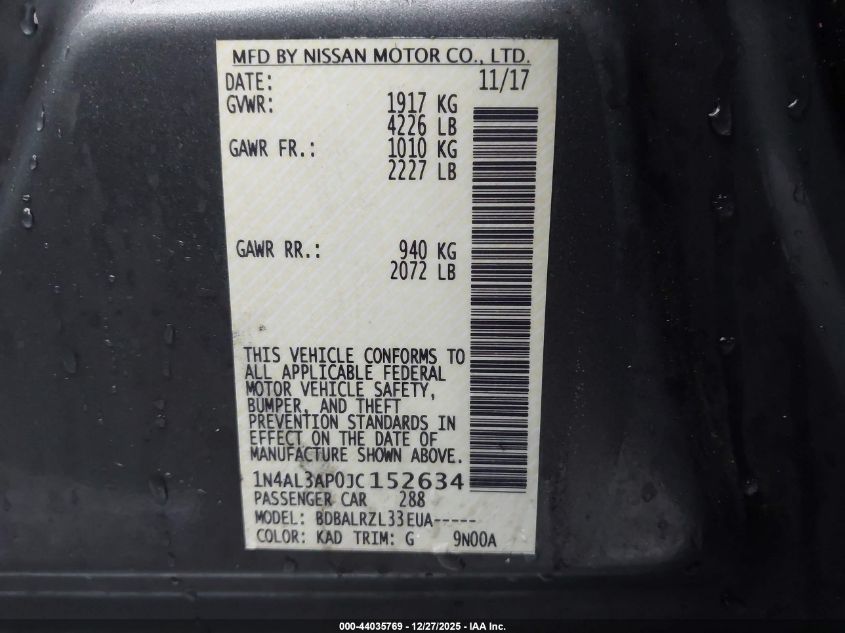 MFD BY NISSAN MOTOR CO., LTD.
DATE: 11/17
GVWR: 1917 KG
4226 LB
GAWR FR.: 1010 KG
2227 LB
GAWR RR.: 940 KG
2072 LB
THIS VEHICLE CONFORMS TO
ALL APPLICABLE FEDERAL
MOTOR VEHICLE SAFETY,
BUMPER, AND THEFT
PREVENTION STANDARDS IN
EFFECT ON THE DATE OF
MANUFACTURE SHOWN ABOVE.
1N4AL3AP0JC152634
PASSENGER CAR 288
MODEL: BDBALRZL33EUA-----
COLOR: KAD TRIM: G 9N00A
000-44035769 - 12/27/2025 - IAA Inc.